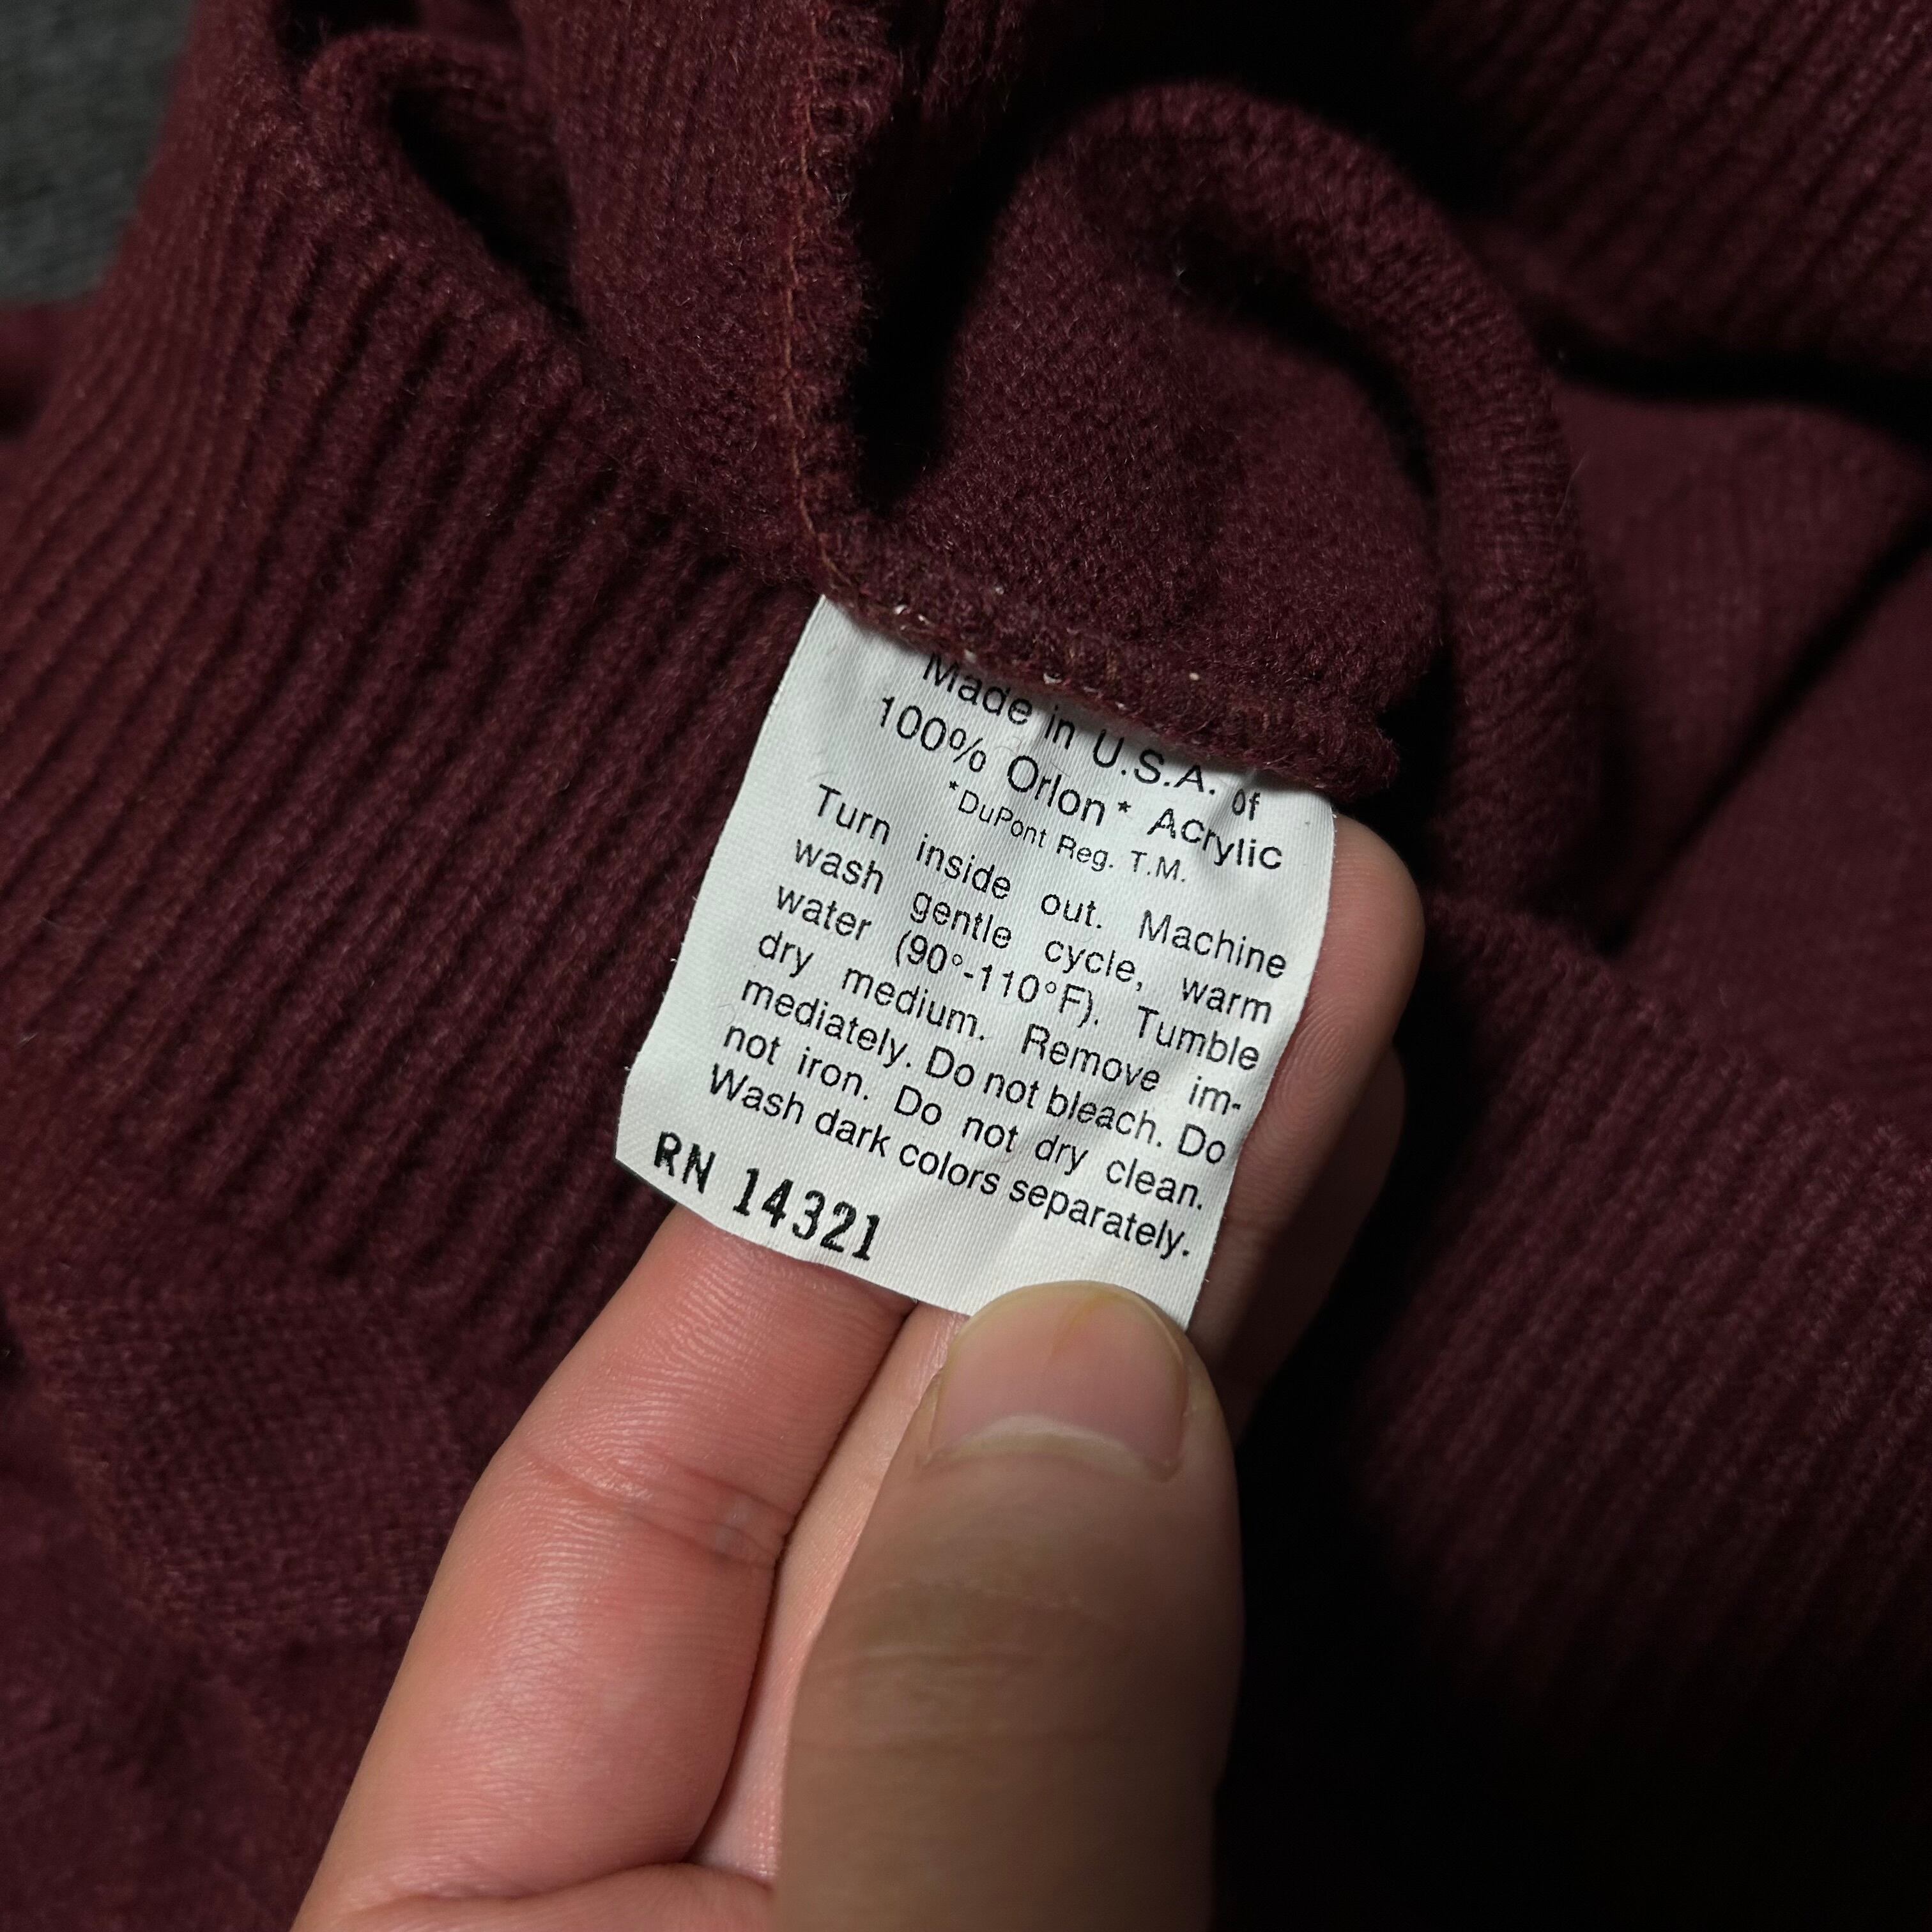 Made in U.S.A. of
100% Orlon* Acrylic
*DuPont Reg. T.M.
Turn inside out. Machine
wash gentle cycle, warm
water (90°-110°F). Tumble
dry medium. Remove im-
mediately. Do not bleach. Do
not iron. Do not dry clean.
Wash dark colors separately.
RN 14321